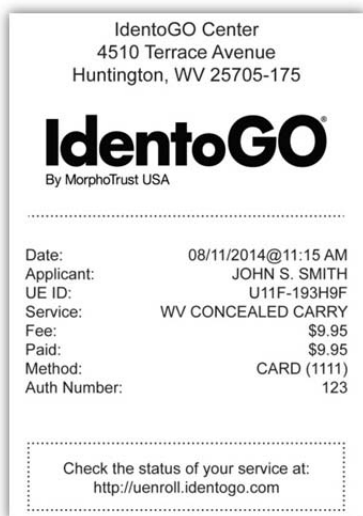 IdentoGO Center
4510 Terrace Avenue
Huntington, WV 25705-175
IdentoGO®
By MorphoTrust USA
Date: 08/11/2014@11:15 AM
Applicant: JOHN S. SMITH
UE ID: U11F-193H9F
Service: WV CONCEALED CARRY
Fee: $9.95
Paid: $9.95
Method: CARD (1111)
Auth Number: 123
Check the status of your service at:
http://uenroll.identogo.com